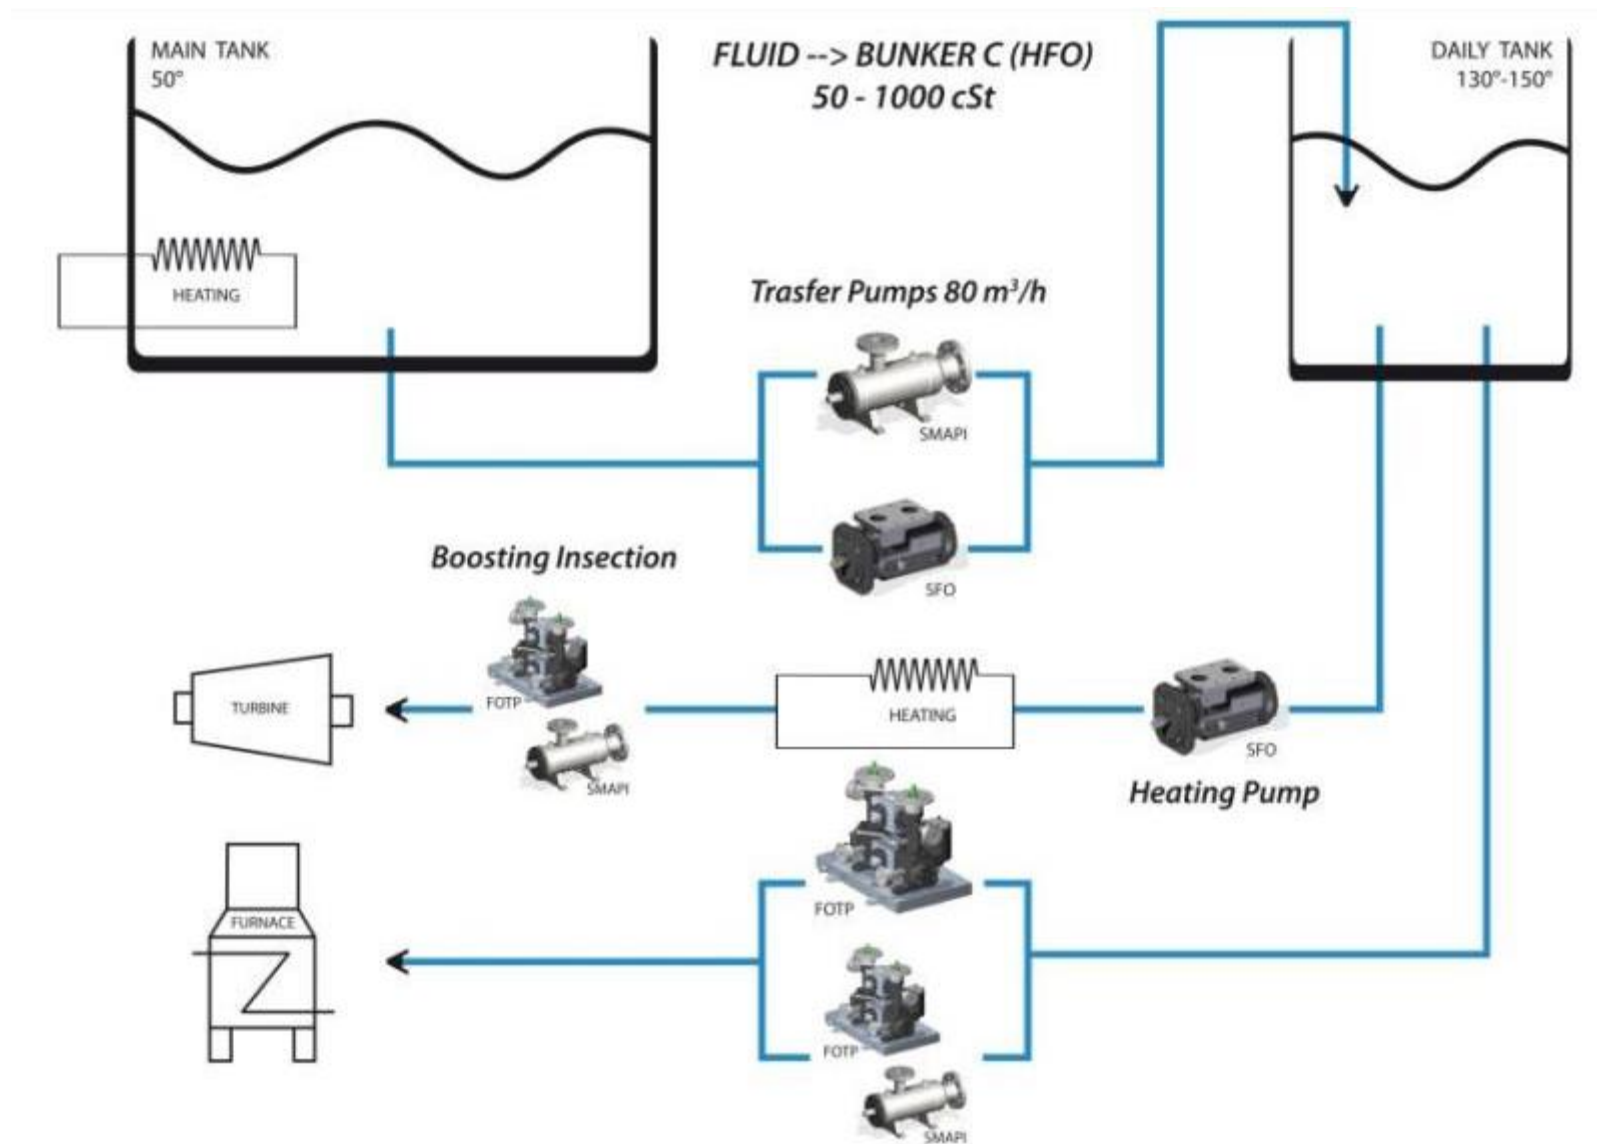 MAIN TANK
50°
FLUID --> BUNKER C (HFO)
50 - 1000 cSt
DAILY TANK
130°-150°
HEATING
Trasfer Pumps 80 m³/h
SMAPI
SFO
Boosting Insection
FOTP
SMAPI
TURBINE
HEATING
SFO
Heating Pump
FOTP
FURNACE
FOTP
SMAPI